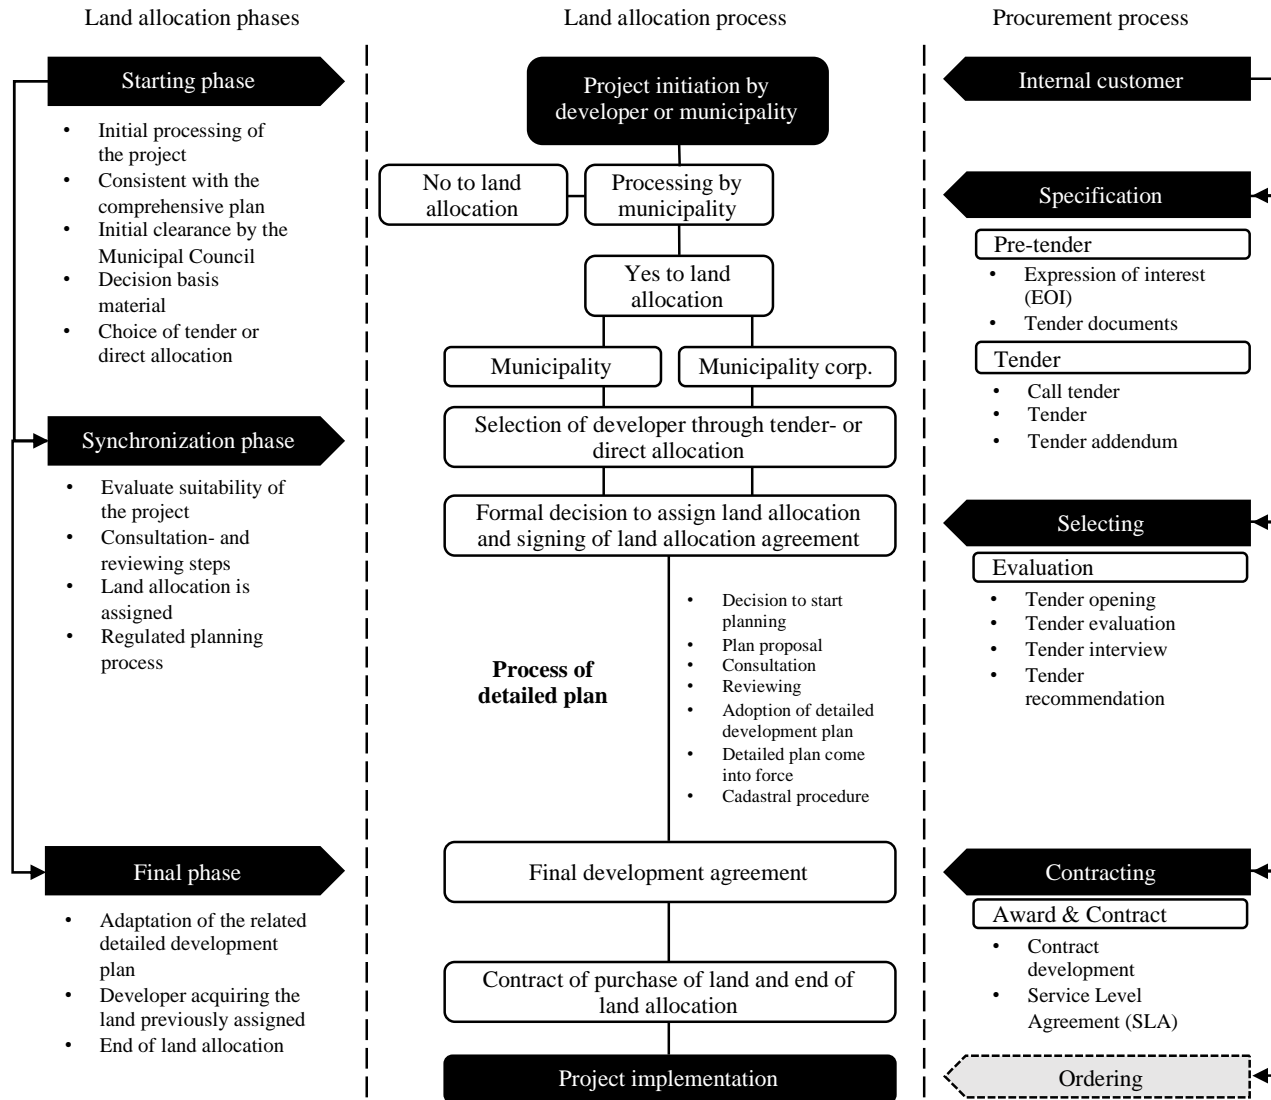 Land allocation phases
Starting phase
• Initial processing of
the project
• Consistent with the
comprehensive plan
• Initial clearance by the
Municipal Council
• Decision basis
material
• Choice of tender or
direct allocation
Synchronization phase
• Evaluate suitability of
the project
• Consultation- and
reviewing steps
• Land allocation is
assigned
• Regulated planning
process
Final phase
• Adaptation of the related
detailed development
plan
• Developer acquiring the
land previously assigned
• End of land allocation
Land allocation process
Project initiation by
developer or municipality
No to land
allocation
Processing by
municipality
Yes to land
allocation
Municipality
Municipality corp.
Selection of developer through tender- or
direct allocation
Formal decision to assign land allocation
and signing of land allocation agreement
Process of
detailed plan
• Decision to start
planning
• Plan proposal
• Consultation
• Reviewing
• Adoption of detailed
development plan
• Detailed plan come
into force
• Cadastral procedure
Final development agreement
Contract of purchase of land and end of
land allocation
Project implementation
Procurement process
Internal customer
Specification
Pre-tender
• Expression of interest
(EOI)
• Tender documents
Tender
• Call tender
• Tender
• Tender addendum
Selecting
Evaluation
• Tender opening
• Tender evaluation
• Tender interview
• Tender
recommendation
Contracting
Award & Contract
• Contract
development
• Service Level
Agreement (SLA)
Ordering